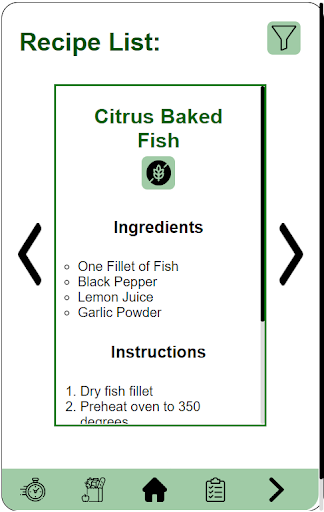 Recipe List:
Citrus Baked
Fish
Ingredients
One Fillet of Fish
Black Pepper
Lemon Juice
Garlic Powder
Instructions
1. Dry fish fillet
2. Preheat oven to 350
degrees